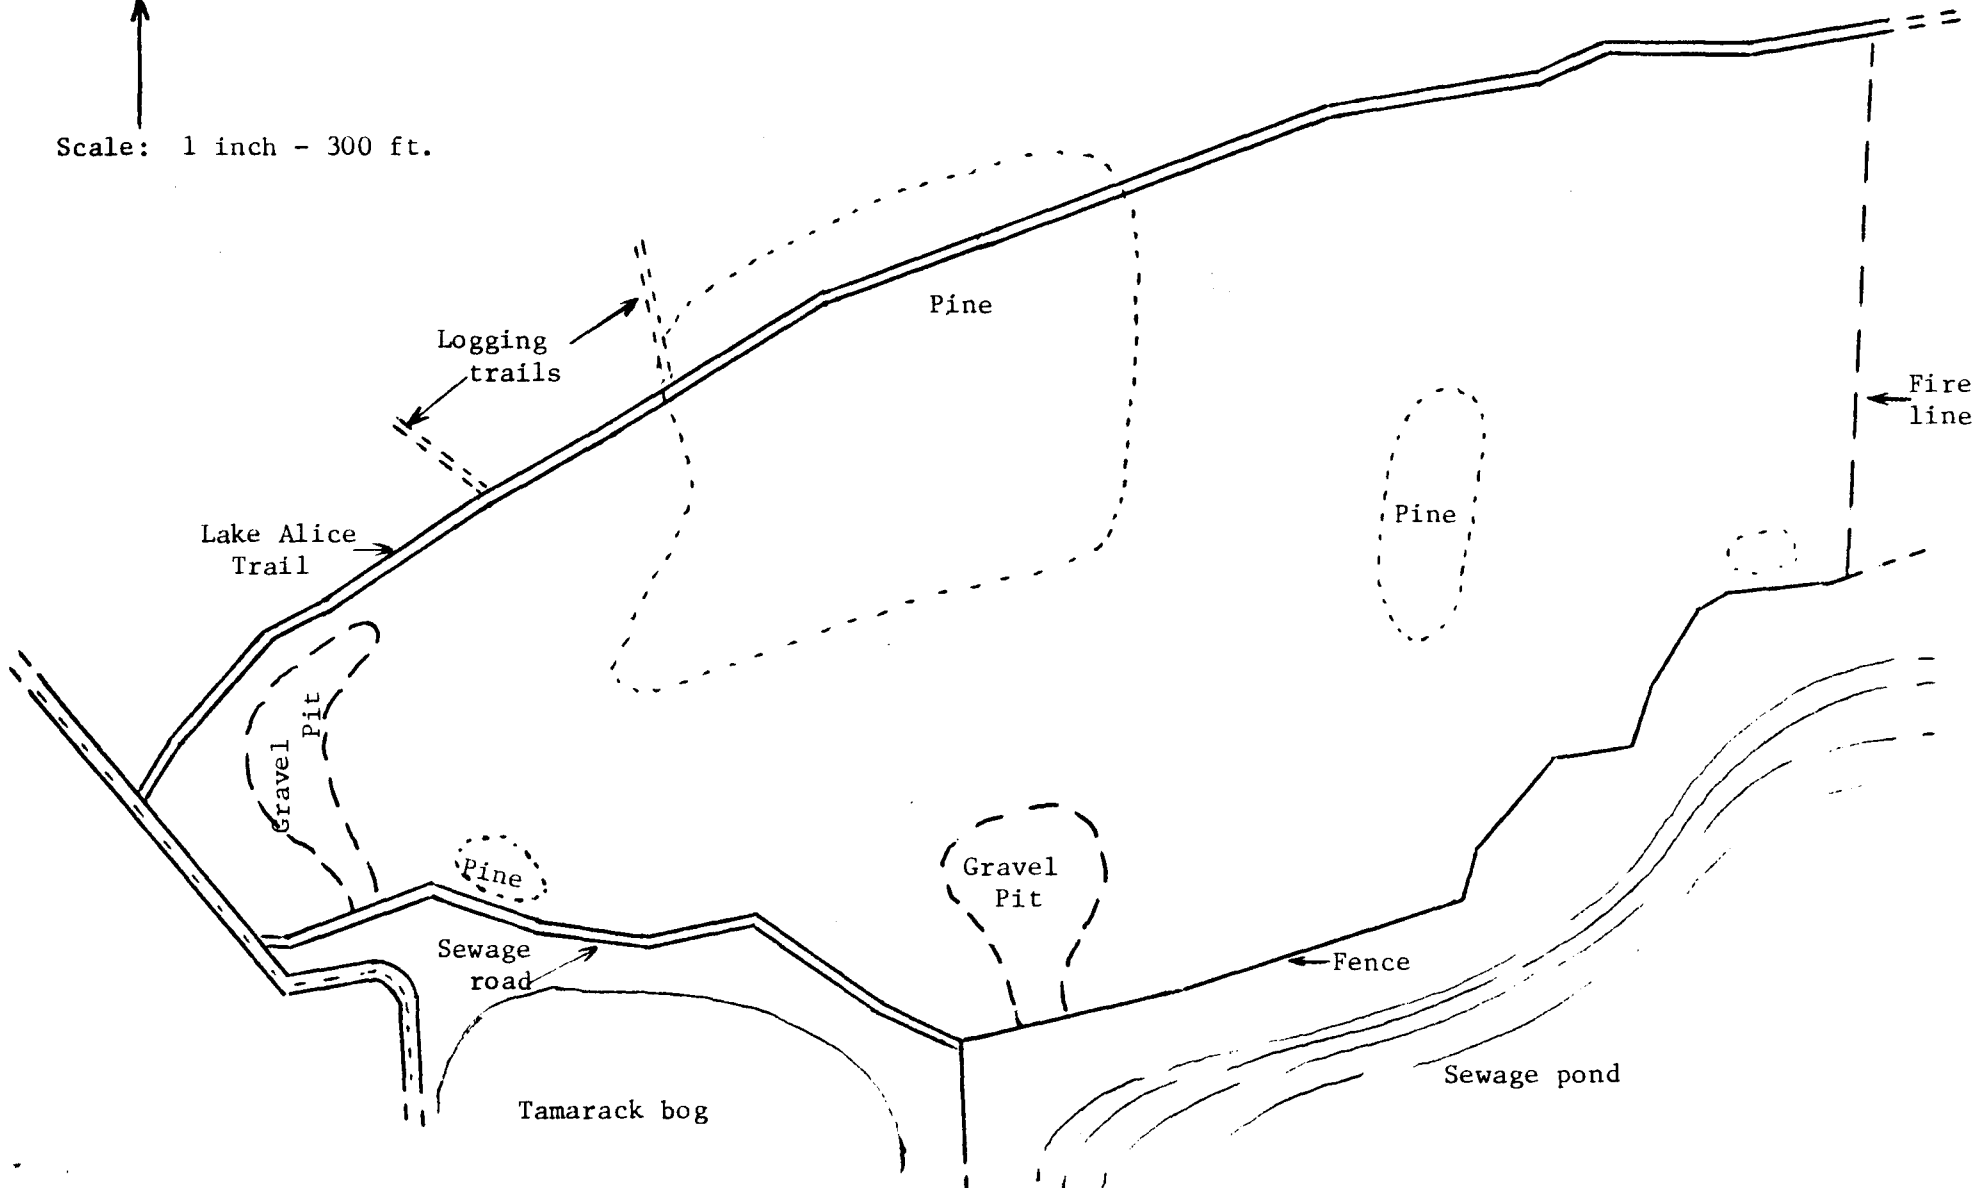 Scale: 1 inch - 300 ft.
Pine
Logging
trails
Fire
line
Pine
Lake Alice
Trail
Gravel
Pit
Pine
Gravel
Pit
Sewage
road
Fence
Sewage pond
Tamarack bog